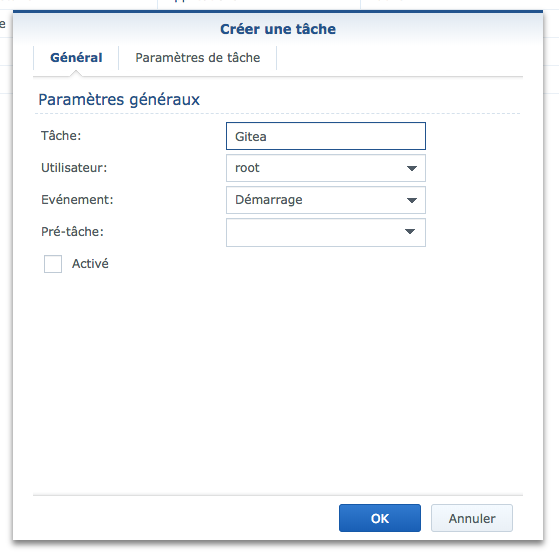 Créer une tâche
Général
Paramètres de tâche
Paramètres généraux
Tâche: Gitea
Utilisateur: root
Evénement: Démarrage
Pré-tâche:
Activé
OK
Annuler